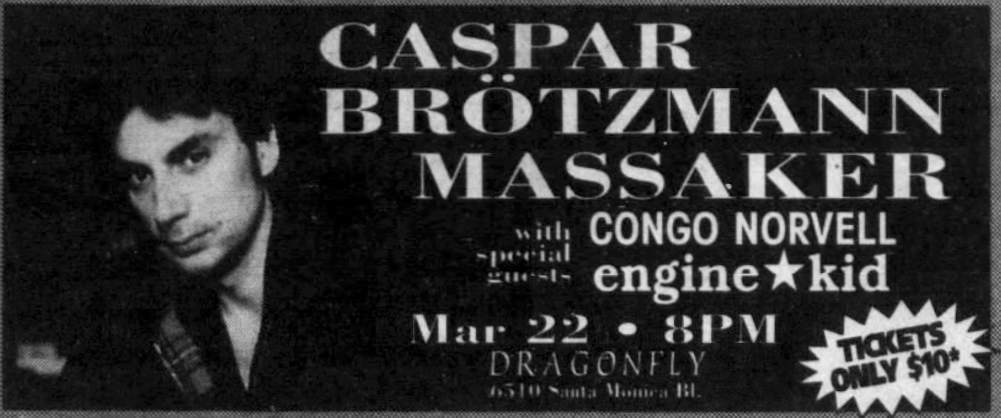 CASPAR
BRÖTZMANN
MASSAKER
with special guests
CONGO NORVELL
engine★kid
Mar 22 • 8PM
DRAGONFLY
6510 Santa Monica Bl.
TICKETS
ONLY $10*